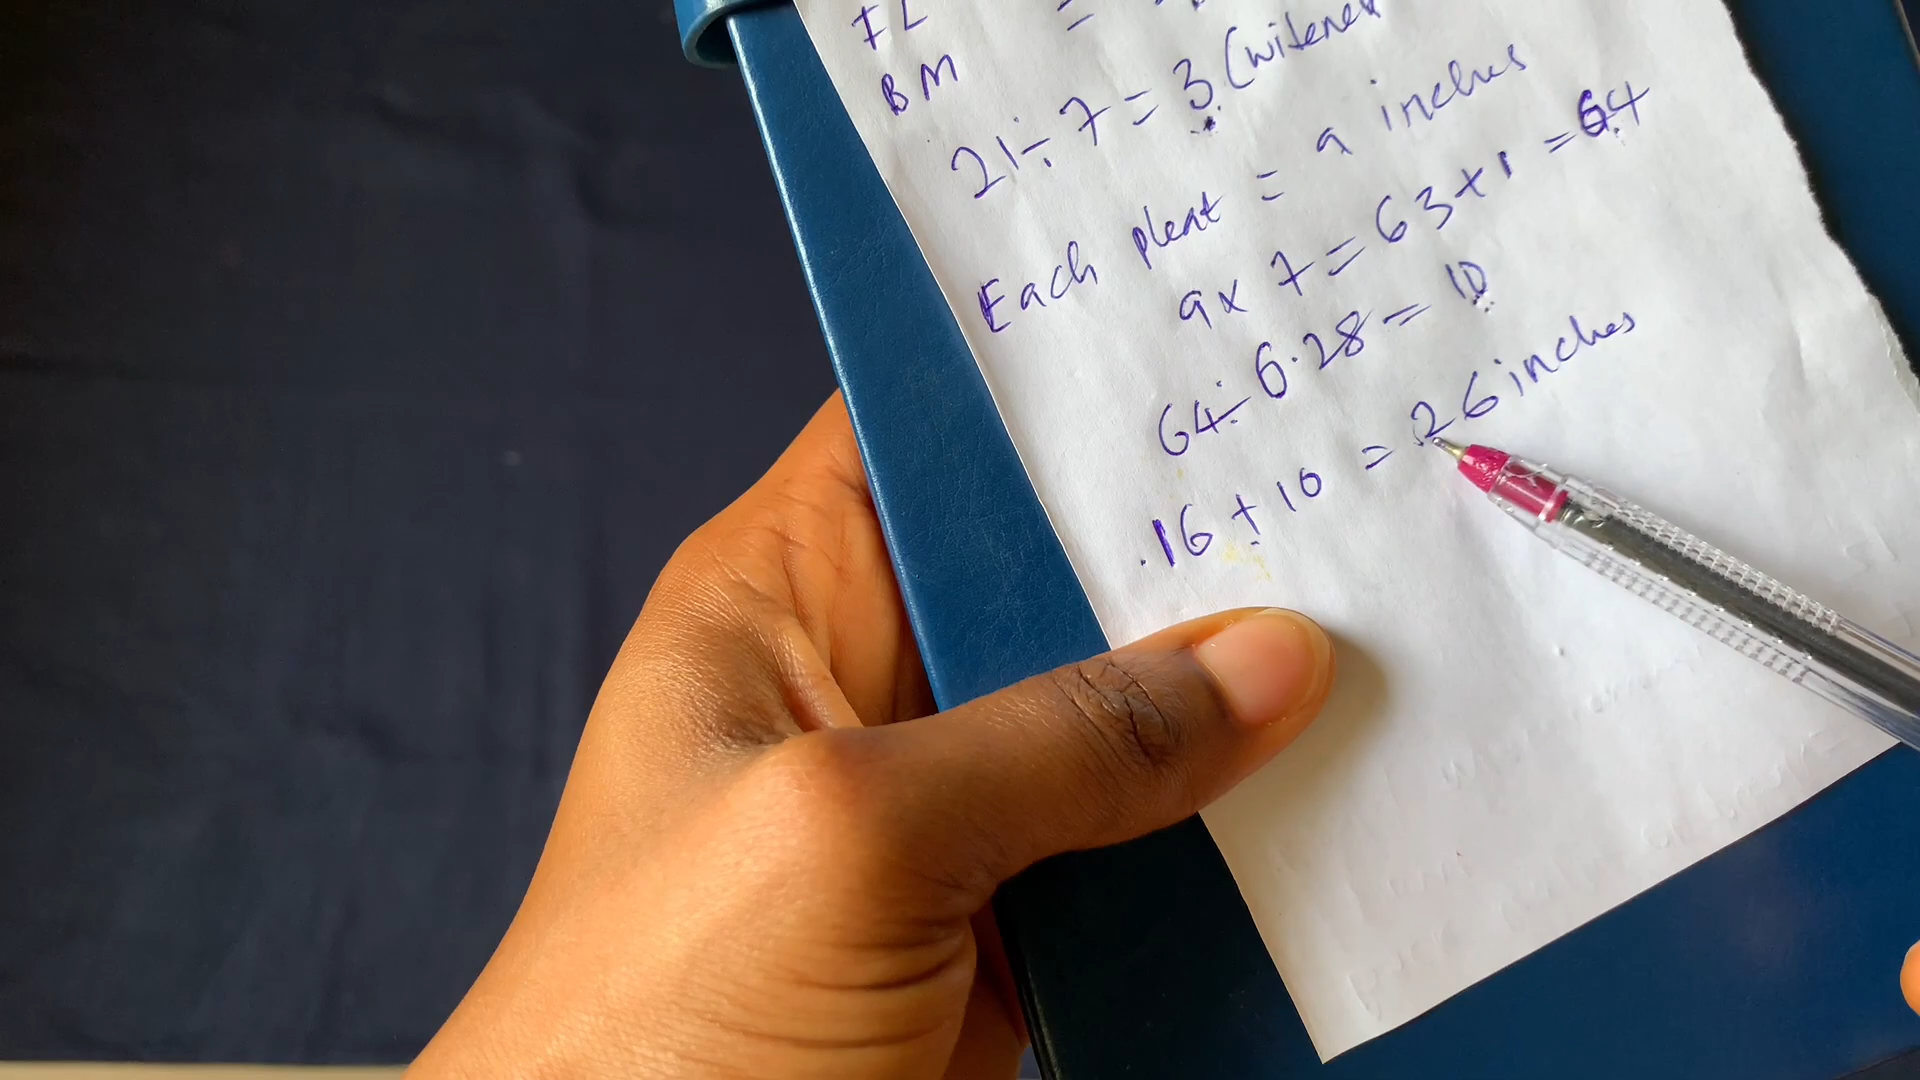 FL =
BM
21÷7 = 3 (
Each pleat = 9 inches
9x7 = 63+1 = 64
64÷6.28 = 10
16 + 10 = 26 inches